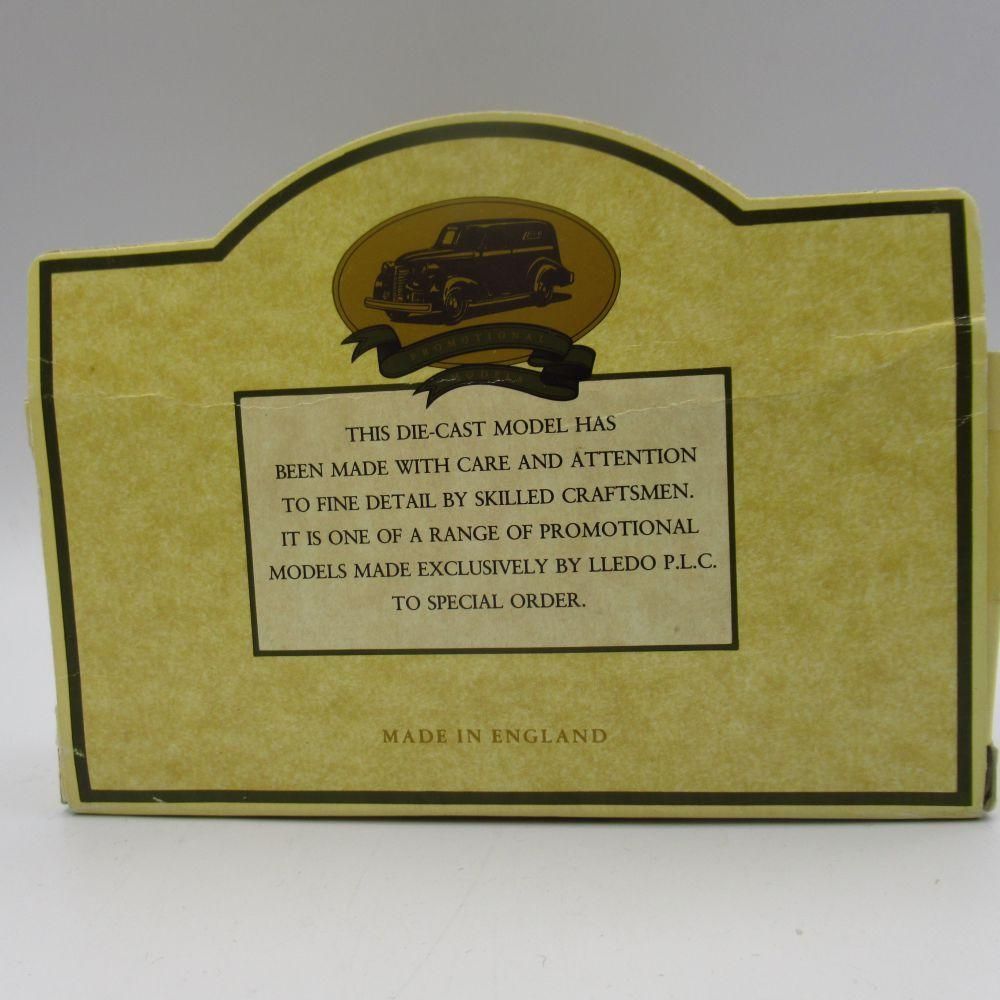 PROMOTIONAL
MODELS
THIS DIE-CAST MODEL HAS
BEEN MADE WITH CARE AND ATTENTION
TO FINE DETAIL BY SKILLED CRAFTSMEN.
IT IS ONE OF A RANGE OF PROMOTIONAL
MODELS MADE EXCLUSIVELY BY LLEDO P.L.C.
TO SPECIAL ORDER.
MADE IN ENGLAND